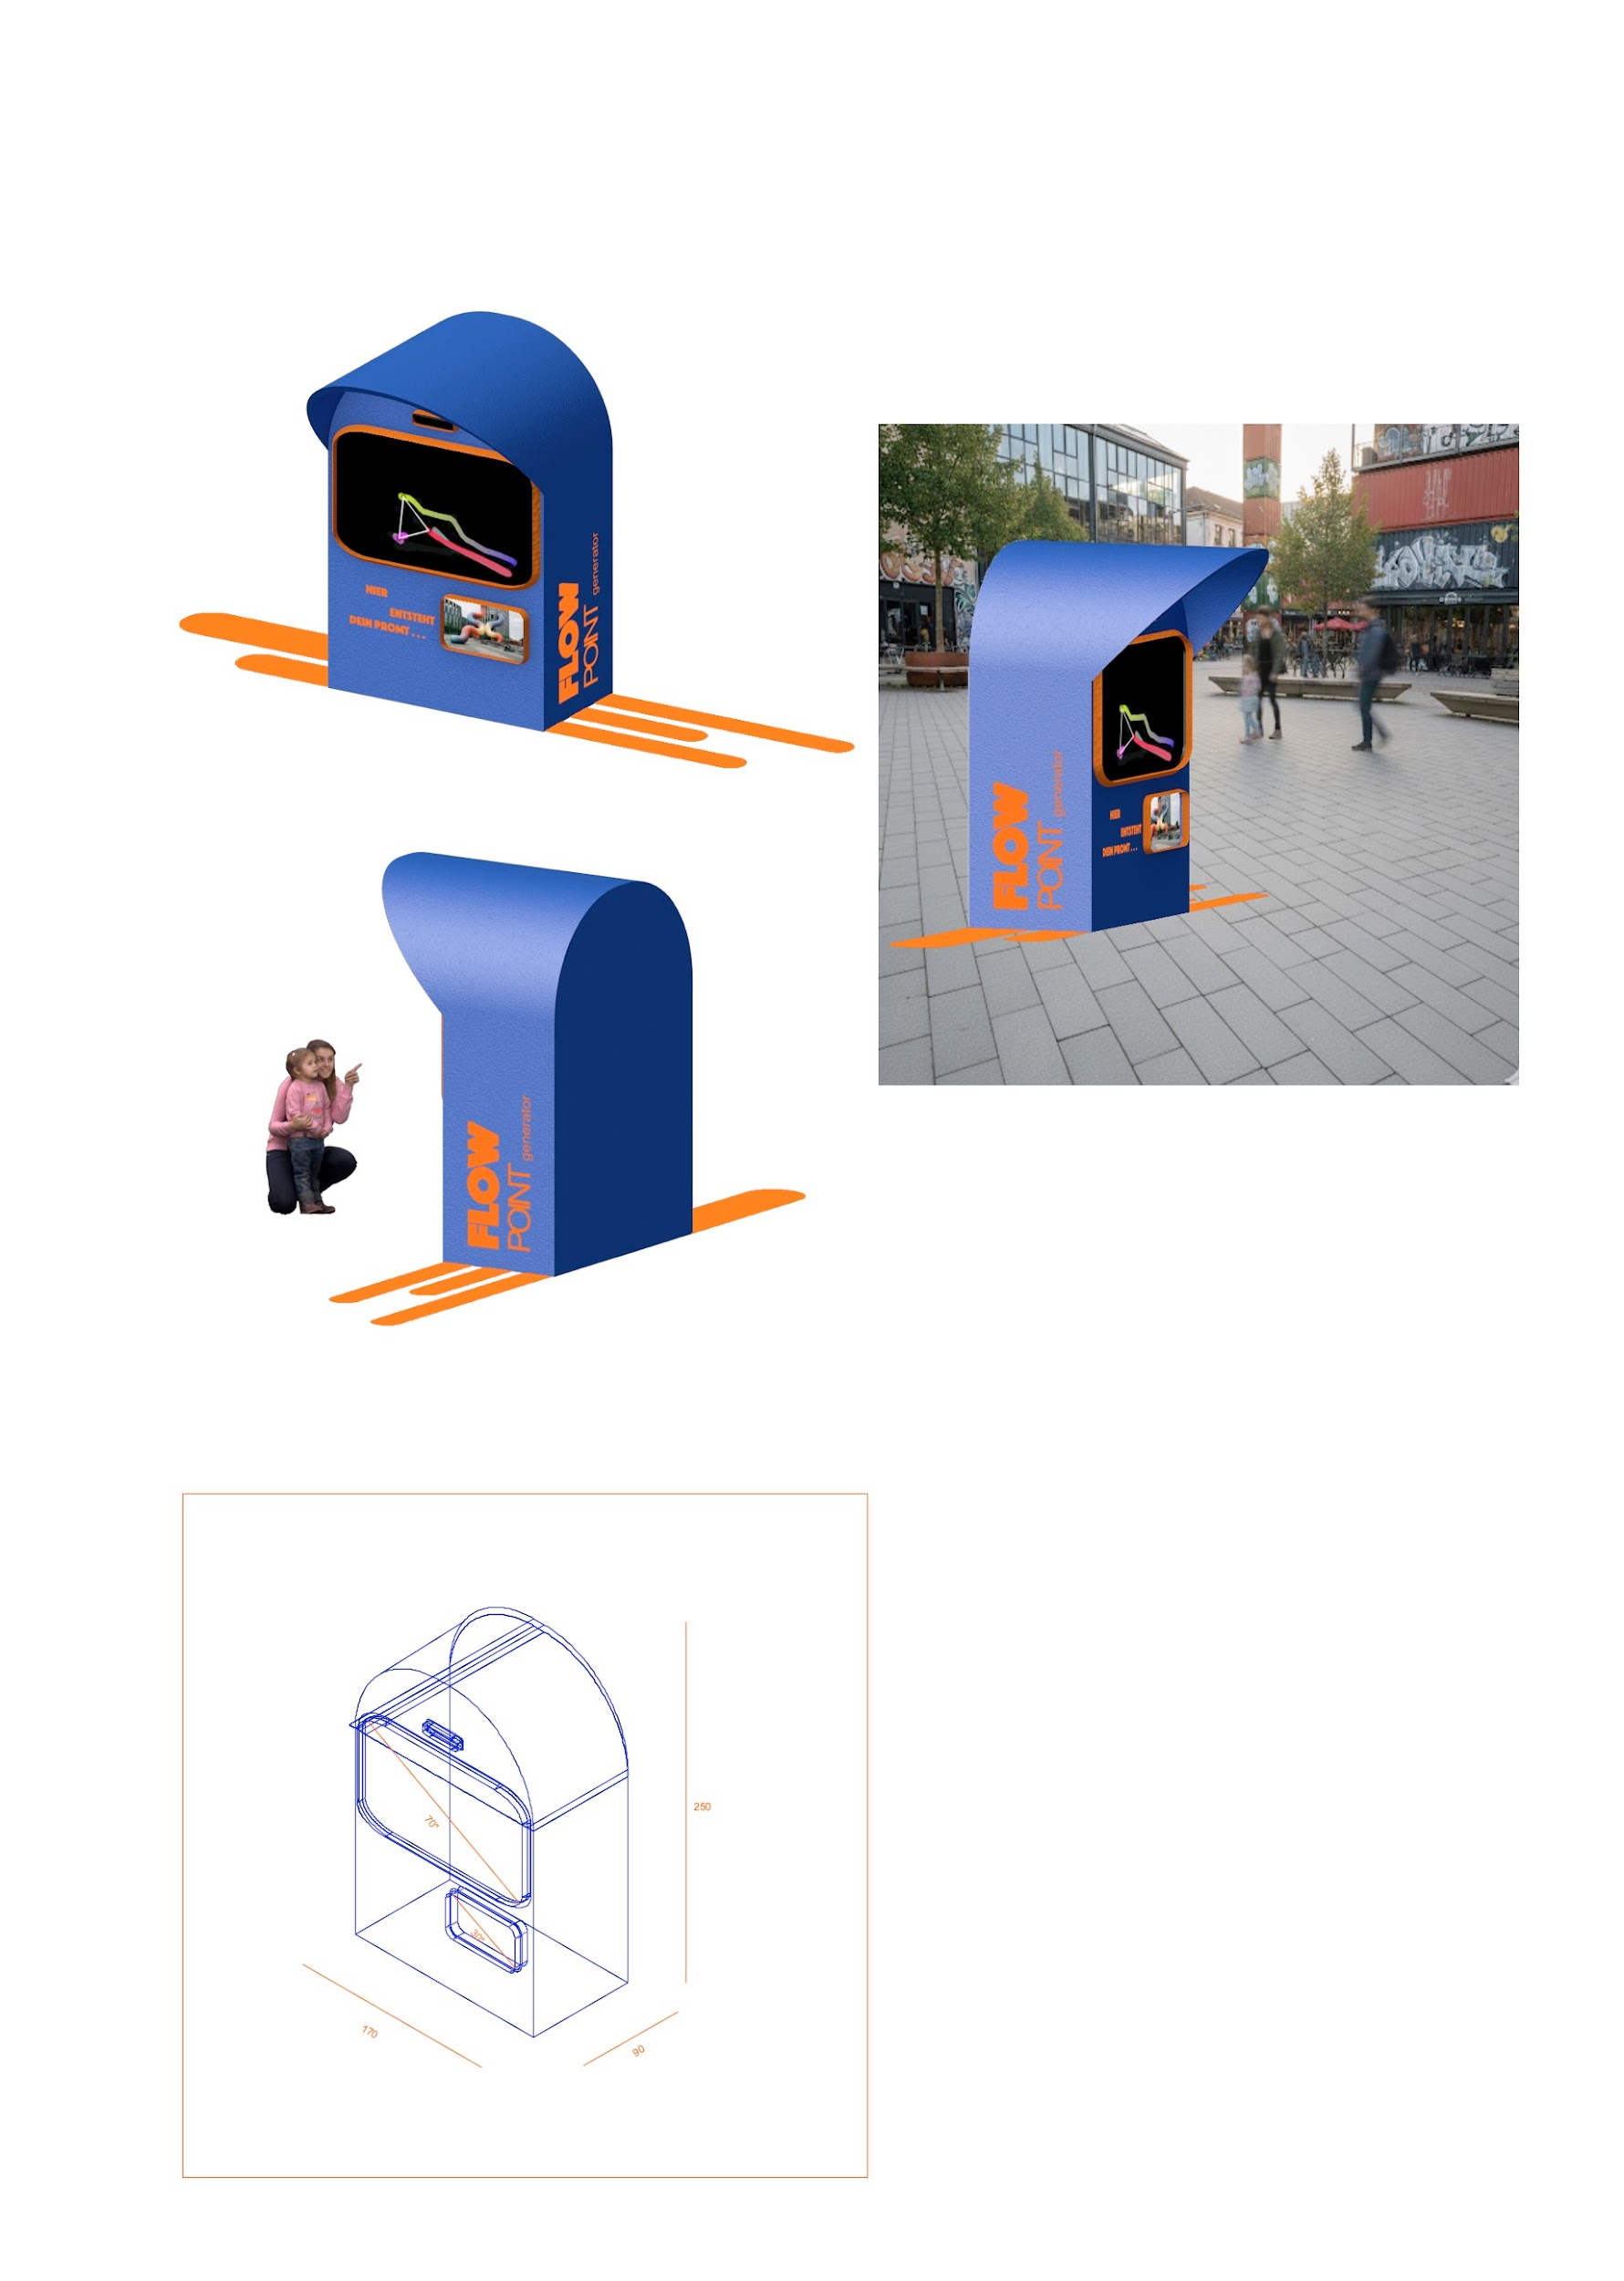 HIER
ENTSTEHT
DEIN PROMT ...
FLOW
POINT generator
FLOW
POINT generator
HIER
ENTSTEHT
DEIN PROMT ...
FLOW
POINT generator
250
70"
30"
170
90